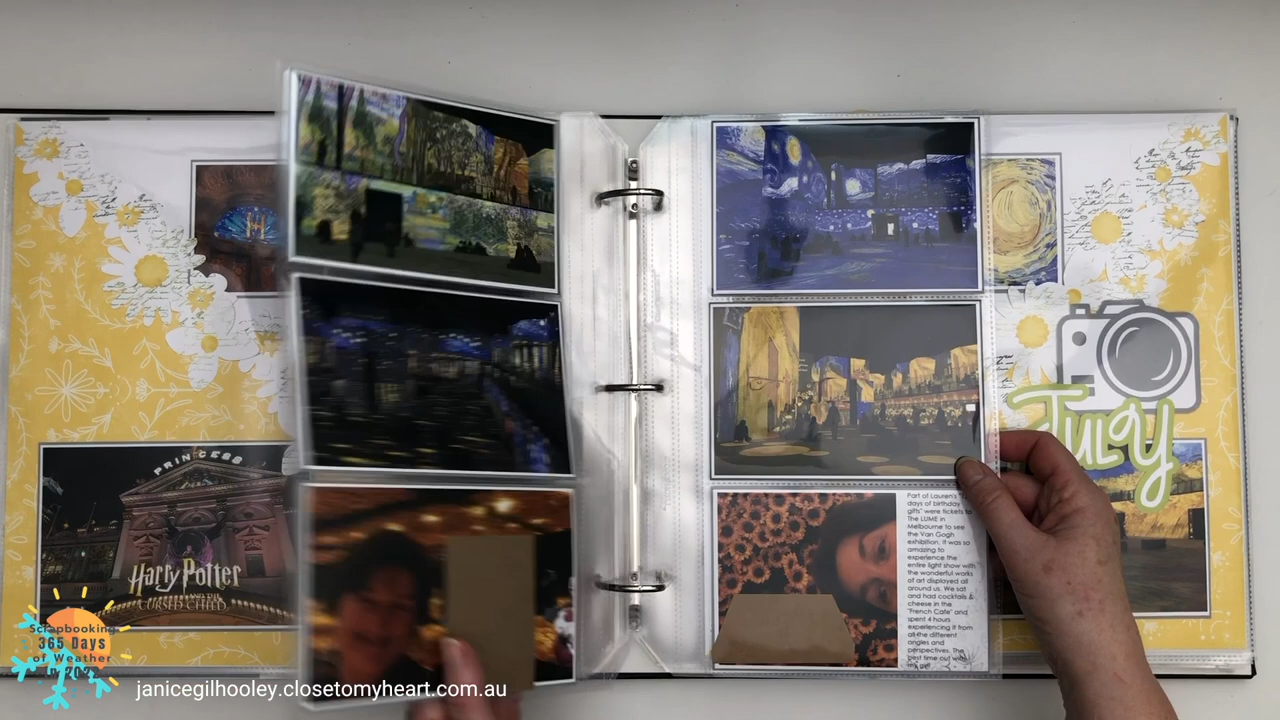 PRINCESS
Harry Potter
AND THE
CURSED CHILD
JULY
Part of Lauren's
days of birthday
gifts" were tickets to
The LUME in
Melbourne to see
the Van Gogh
exhibition. It was so
amazing to
experience the
entire light show with
the wonderful works
of art displayed all
around us. We sat
and had cocktails &
cheese in the
"French Cafe" and
spent 4 hours
experiencing it from
all the different
angles and
perspectives. The
best time out with
Scrapbooking
365 Days
of Weather
janicegilhooley.closetomyheart.com.au